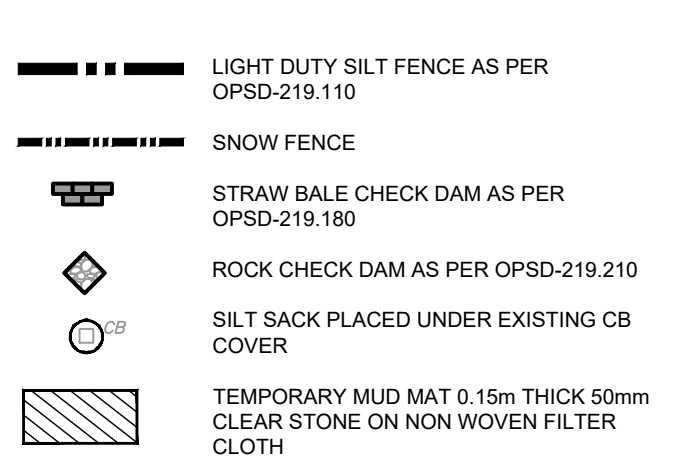 LIGHT DUTY SILT FENCE AS PER
OPSD-219.110
SNOW FENCE
STRAW BALE CHECK DAM AS PER
OPSD-219.180
ROCK CHECK DAM AS PER OPSD-219.210
CB
SILT SACK PLACED UNDER EXISTING CB
COVER
TEMPORARY MUD MAT 0.15m THICK 50mm
CLEAR STONE ON NON WOVEN FILTER
CLOTH